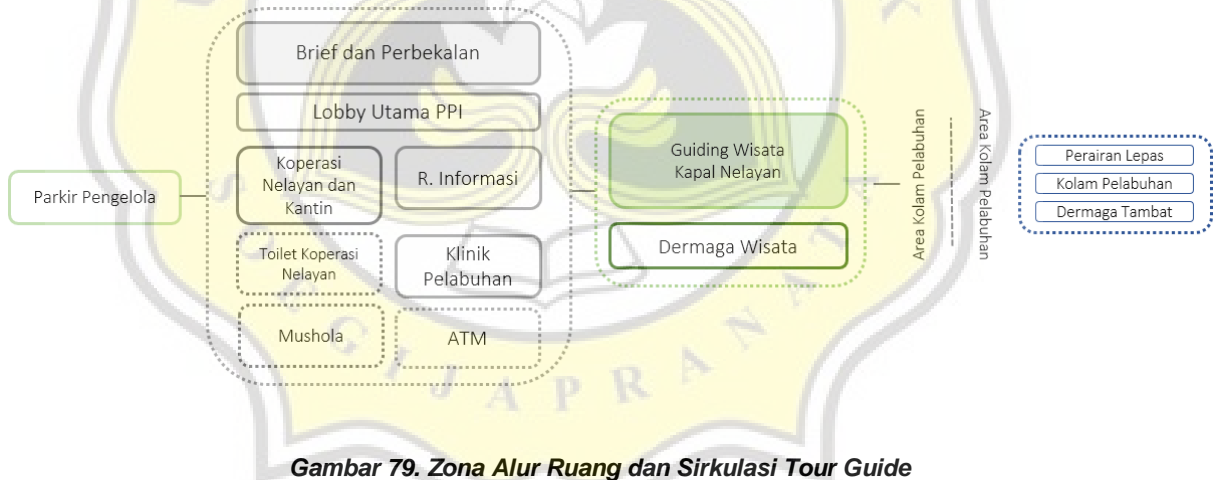 Parkir Pengelola
Brief dan Perbekalan
Lobby Utama PPI
Koperasi
Nelayan dan
Kantin
R. Informasi
Toilet Koperasi
Nelayan
Klinik
Pelabuhan
Mushola
ATM
Guiding Wisata
Kapal Nelayan
Dermaga Wisata
Area Kolam Pelabuhan
Area Kolam Pelabuhan
Perairan Lepas
Kolam Pelabuhan
Dermaga Tambat
SOEGIJAPRANATA
Gambar 79. Zona Alur Ruang dan Sirkulasi Tour Guide